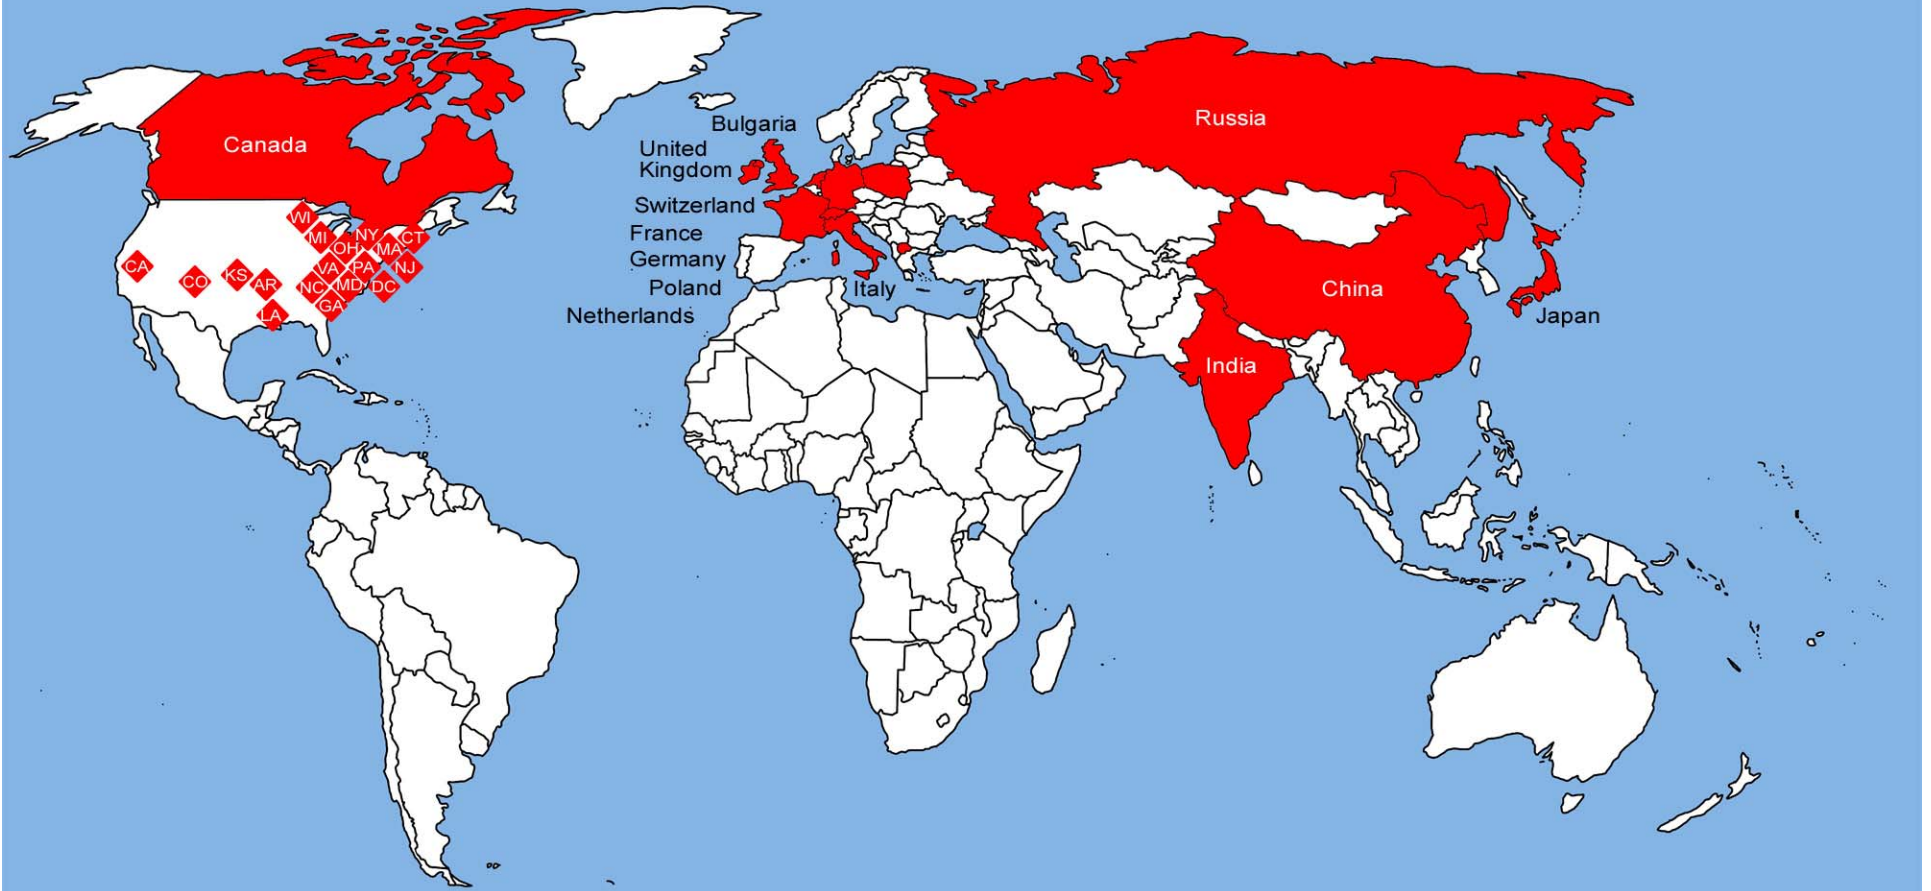 Canada
Russia
Bulgaria
United
Kingdom
Switzerland
France
Germany
Poland
Netherlands
Italy
China
Japan
India
WI
MI
OH
NY
MA
CT
CA
CO
KS
AR
VA
PA
NJ
NC
MD
DC
LA
GA